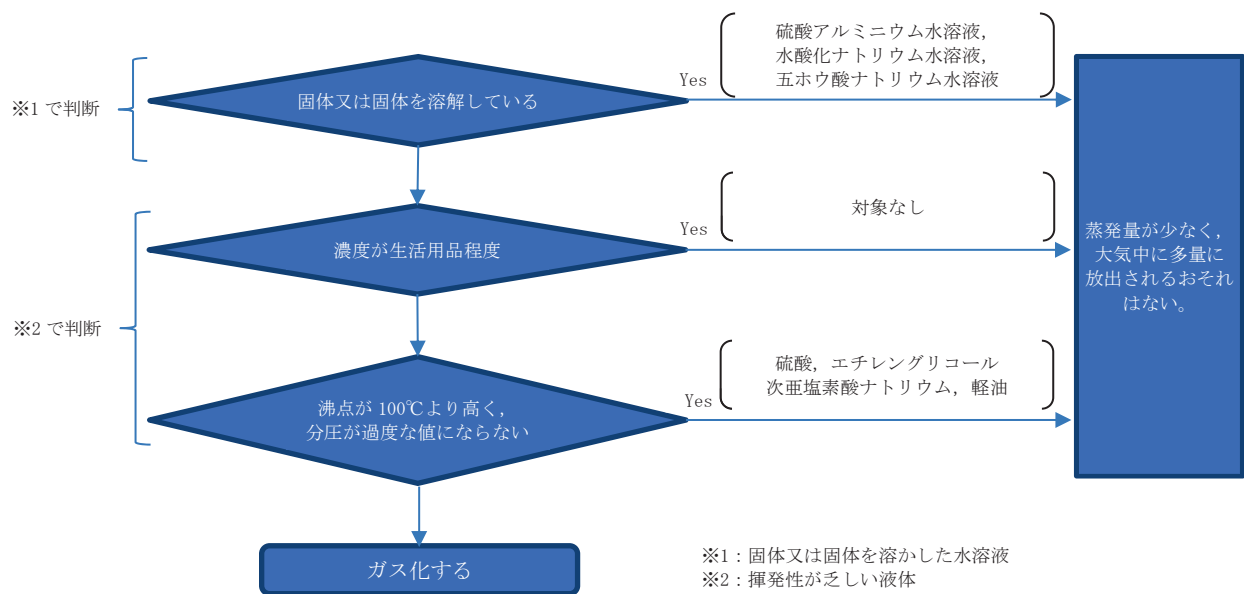 硫酸アルミニウム水溶液，
水酸化ナトリウム水溶液，
五ホウ酸ナトリウム水溶液
Yes
※1 で判断
固体又は固体を溶解している
対象なし
Yes
濃度が生活用品程度
蒸発量が少なく，
大気中に多量に
放出されるおそれ
はない。
※2 で判断
硫酸，エチレングリコール
次亜塩素酸ナトリウム，軽油
Yes
沸点が 100℃より高く，
分圧が過度な値にならない
ガス化する
※1：固体又は固体を溶かした水溶液
※2：揮発性が乏しい液体